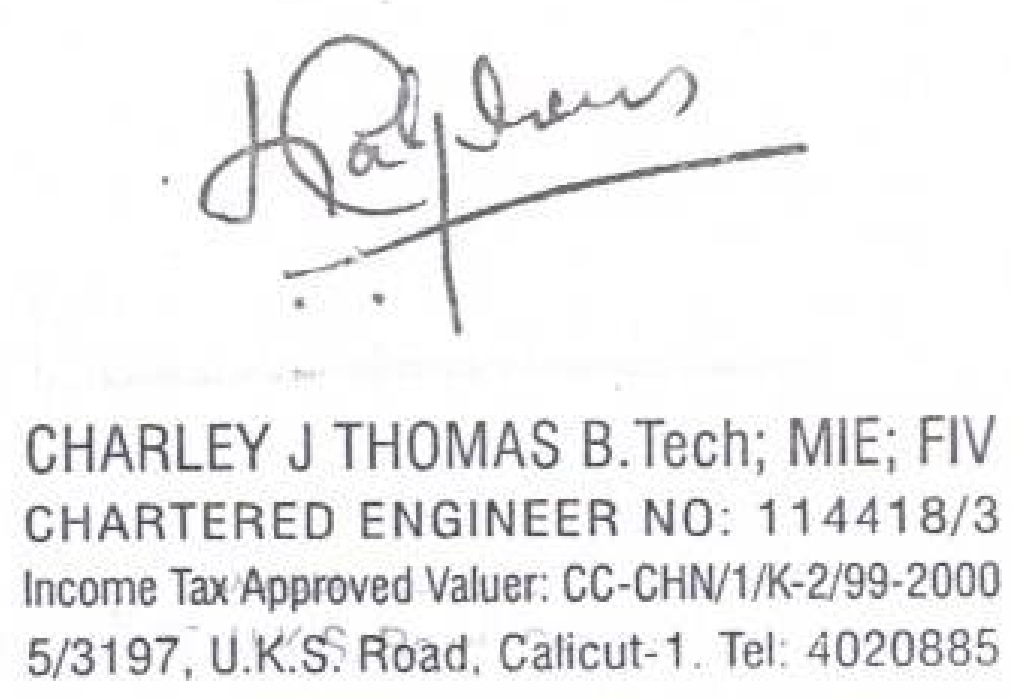 CHARLEY J THOMAS B.Tech; MIE; FIV
CHARTERED ENGINEER NO: 114418/3
Income Tax Approved Valuer: CC-CHN/1/K-2/99-2000
5/3197, U.K.S. Road, Calicut-1. Tel: 4020885